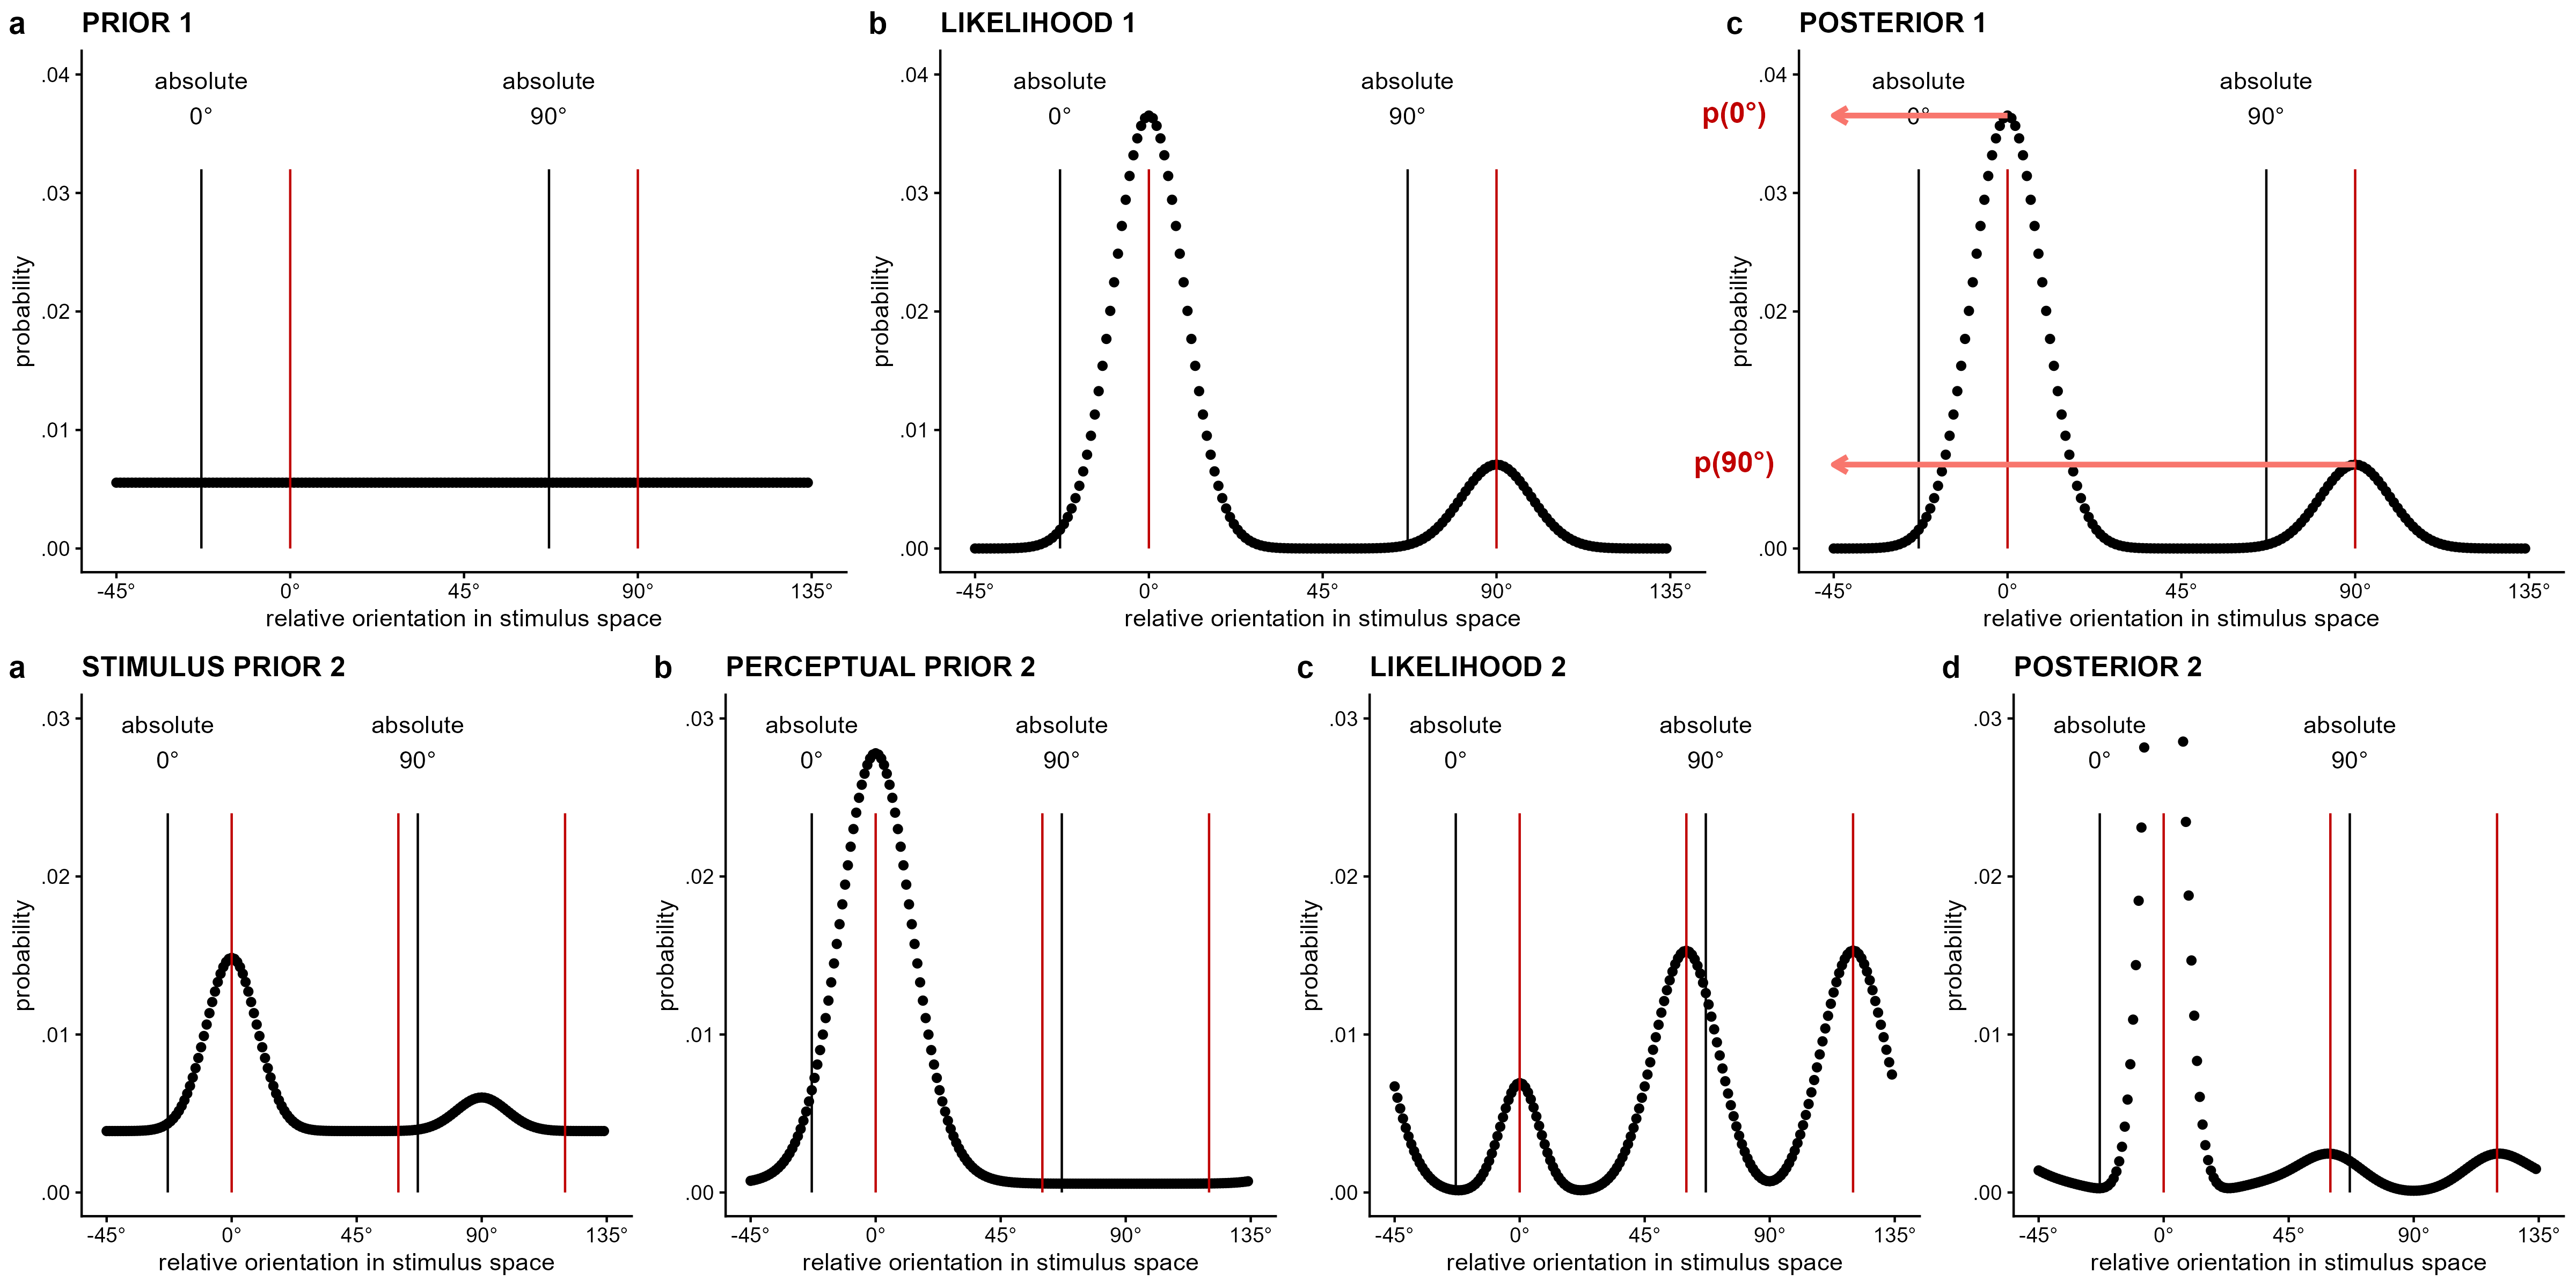 a PRIOR 1
absolute
0°
absolute
90°
.04
.03
.02
.01
.00
probability
-45° 0° 45° 90° 135°
relative orientation in stimulus space
b LIKELIHOOD 1
absolute
0°
absolute
90°
.04
.03
.02
.01
.00
probability
-45° 0° 45° 90° 135°
relative orientation in stimulus space
c POSTERIOR 1
absolute
0°
absolute
90°
p(0°)
p(90°)
.04
.03
.02
.01
.00
probability
-45° 0° 45° 90° 135°
relative orientation in stimulus space
a STIMULUS PRIOR 2
absolute
0°
absolute
90°
.03
.02
.01
.00
probability
-45° 0° 45° 90° 135°
relative orientation in stimulus space
b PERCEPTUAL PRIOR 2
absolute
0°
absolute
90°
.03
.02
.01
.00
probability
-45° 0° 45° 90° 135°
relative orientation in stimulus space
c LIKELIHOOD 2
absolute
0°
absolute
90°
.03
.02
.01
.00
probability
-45° 0° 45° 90° 135°
relative orientation in stimulus space
d POSTERIOR 2
absolute
0°
absolute
90°
.03
.02
.01
.00
probability
-45° 0° 45° 90° 135°
relative orientation in stimulus space